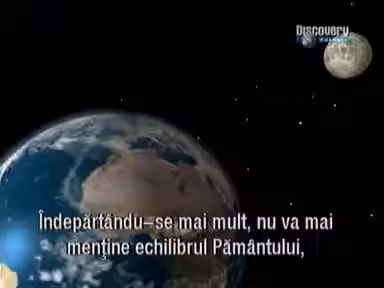 Discovery
Îndepărtându-se mai mult, nu va mai
menţine echilibrul Pământului,